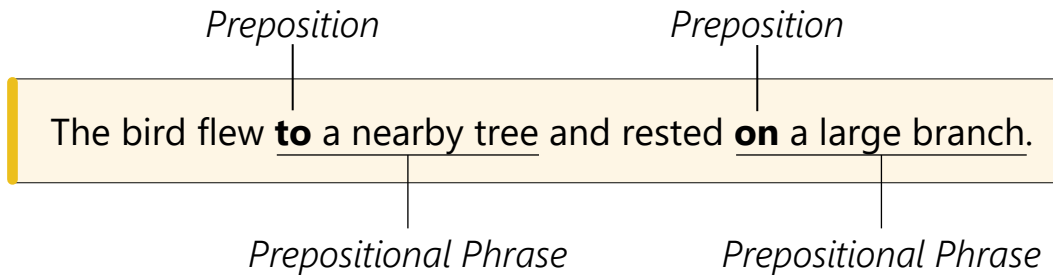 Preposition Preposition
The bird flew to a nearby tree and rested on a large branch.
Prepositional Phrase Prepositional Phrase